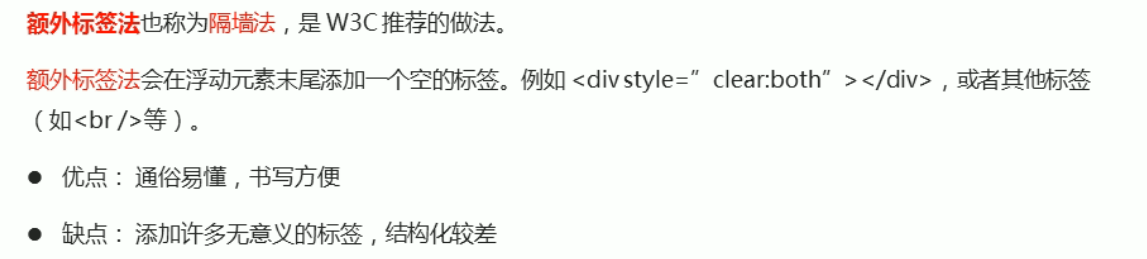 额外标签法也称为隔墙法，是 W3C 推荐的做法。
额外标签法会在浮动元素末尾添加一个空的标签。例如 <div style=”clear:both”></div>，或者其他标签
（如<br />等）。
● 优点： 通俗易懂，书写方便
● 缺点： 添加许多无意义的标签，结构化较差